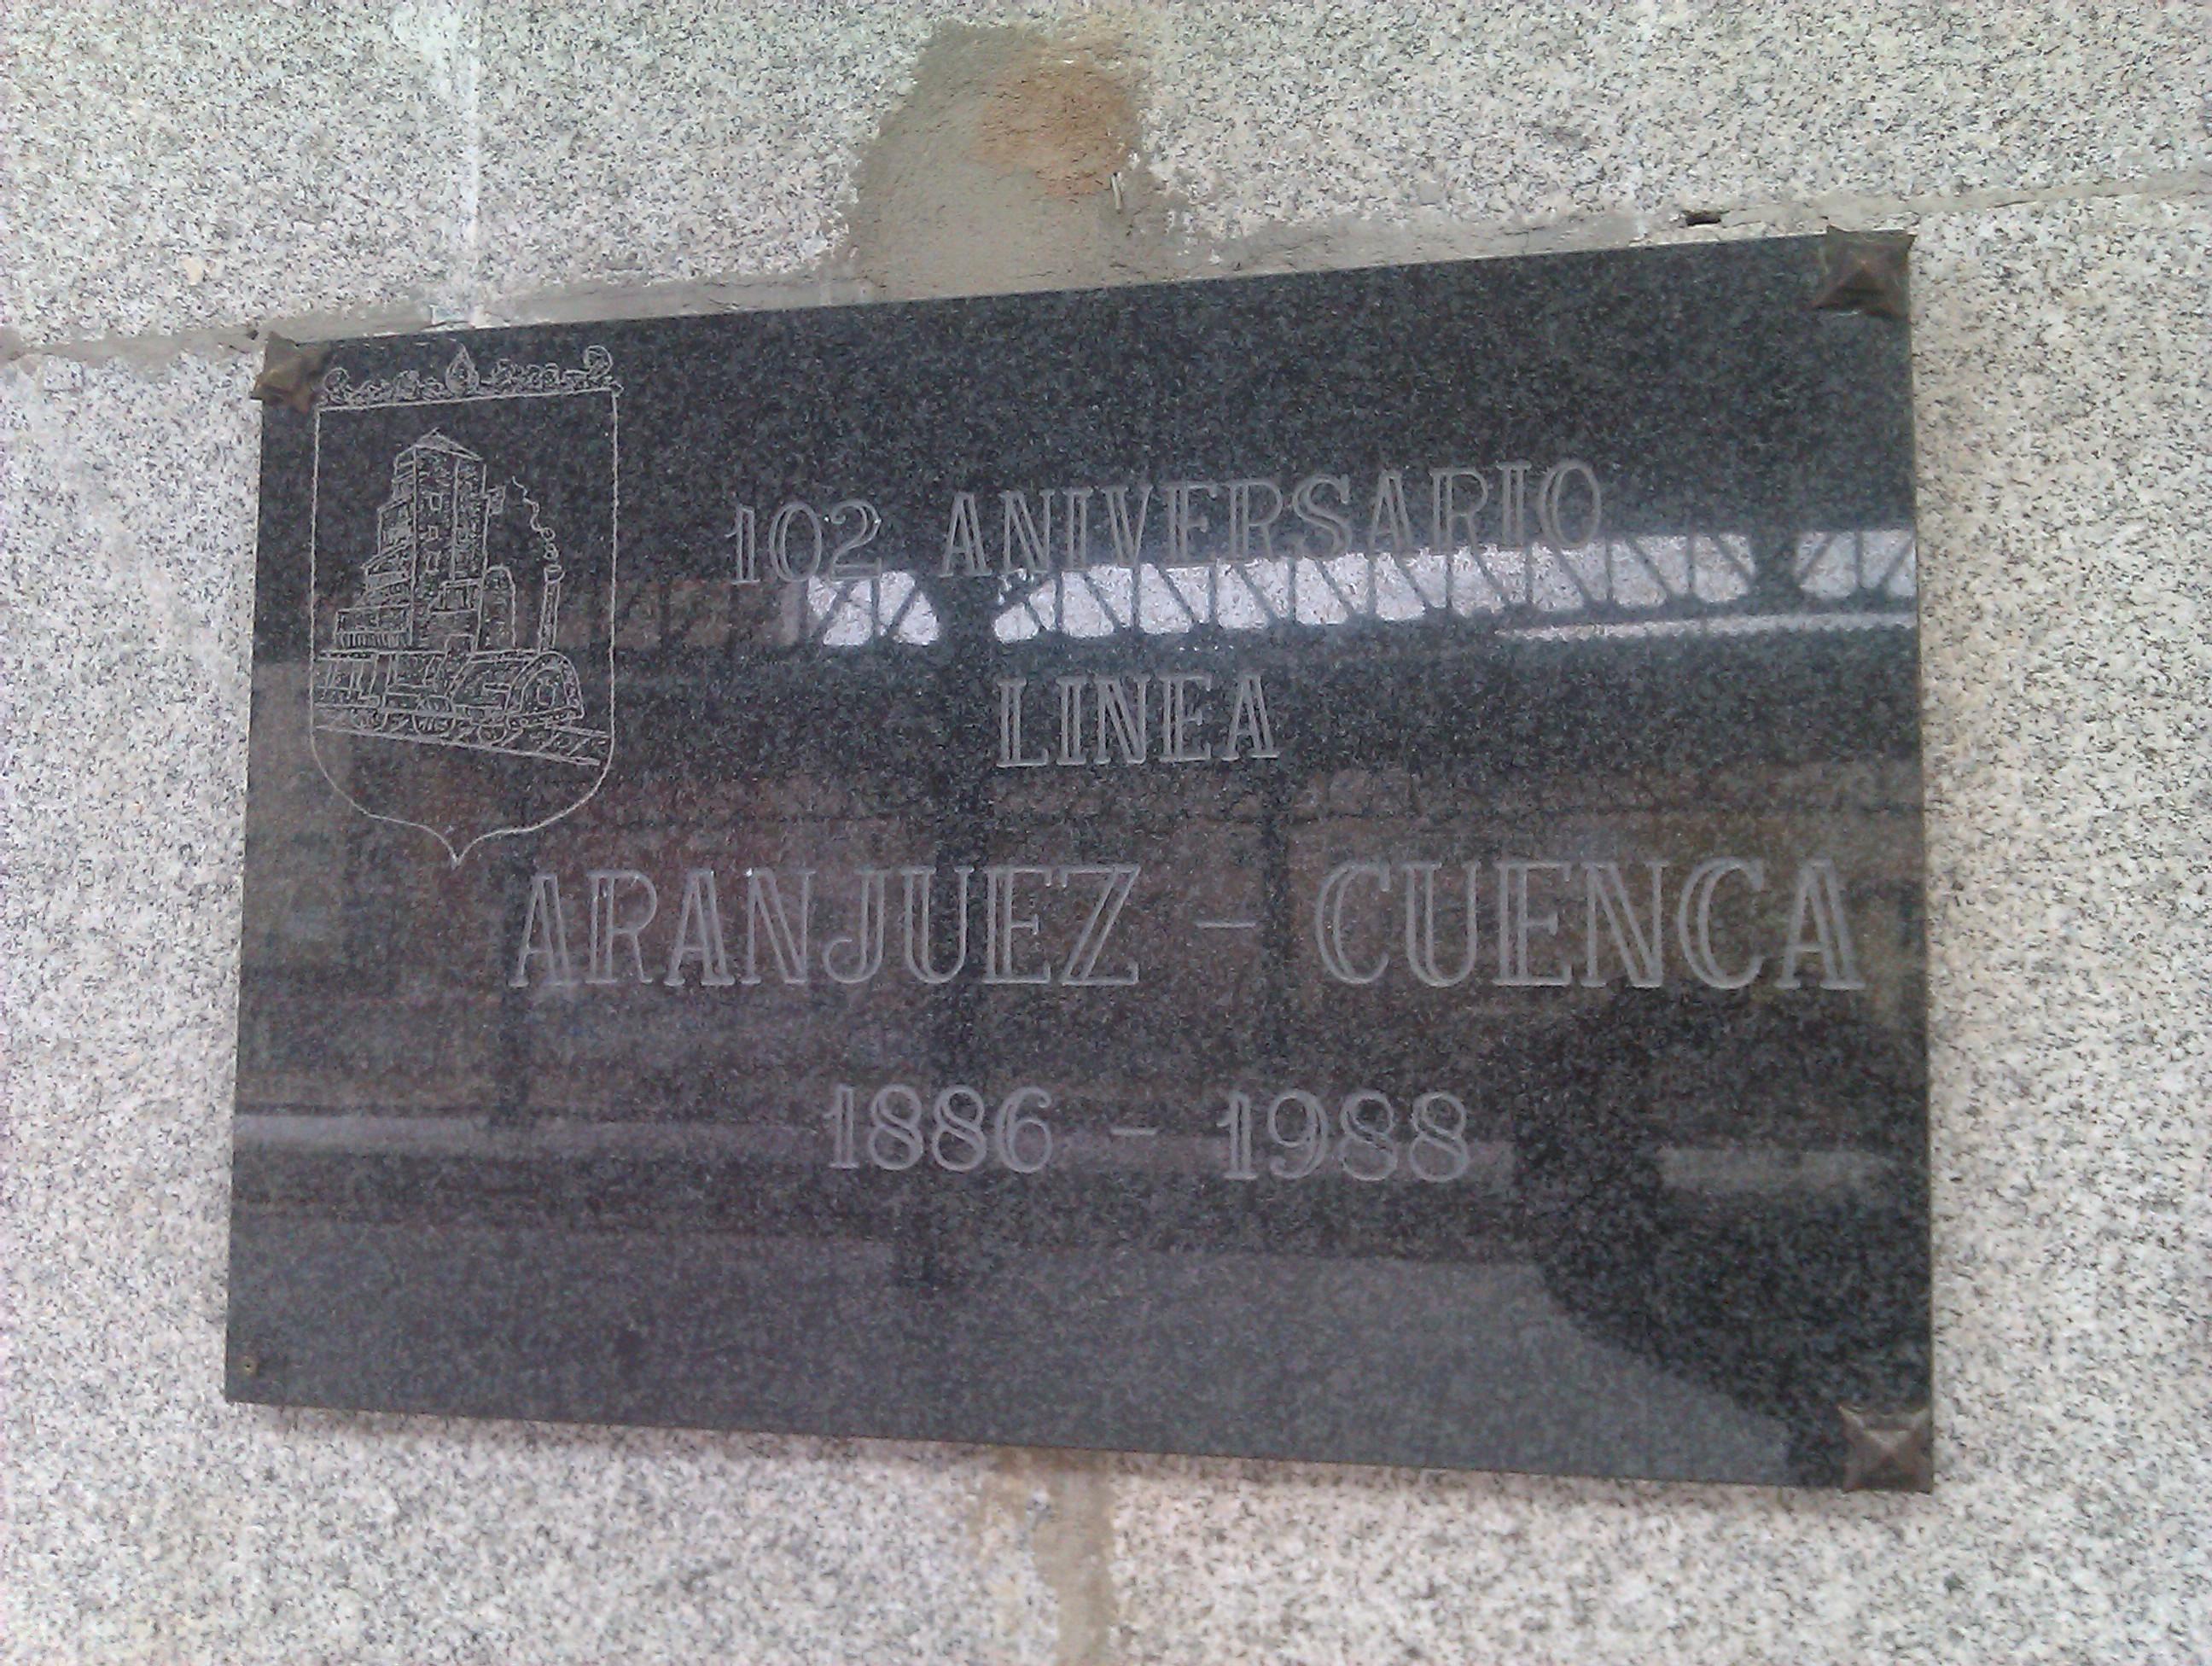 102 ANIVERSARIO
LINEA
ARANJUEZ - CUENCA
1886 - 1988